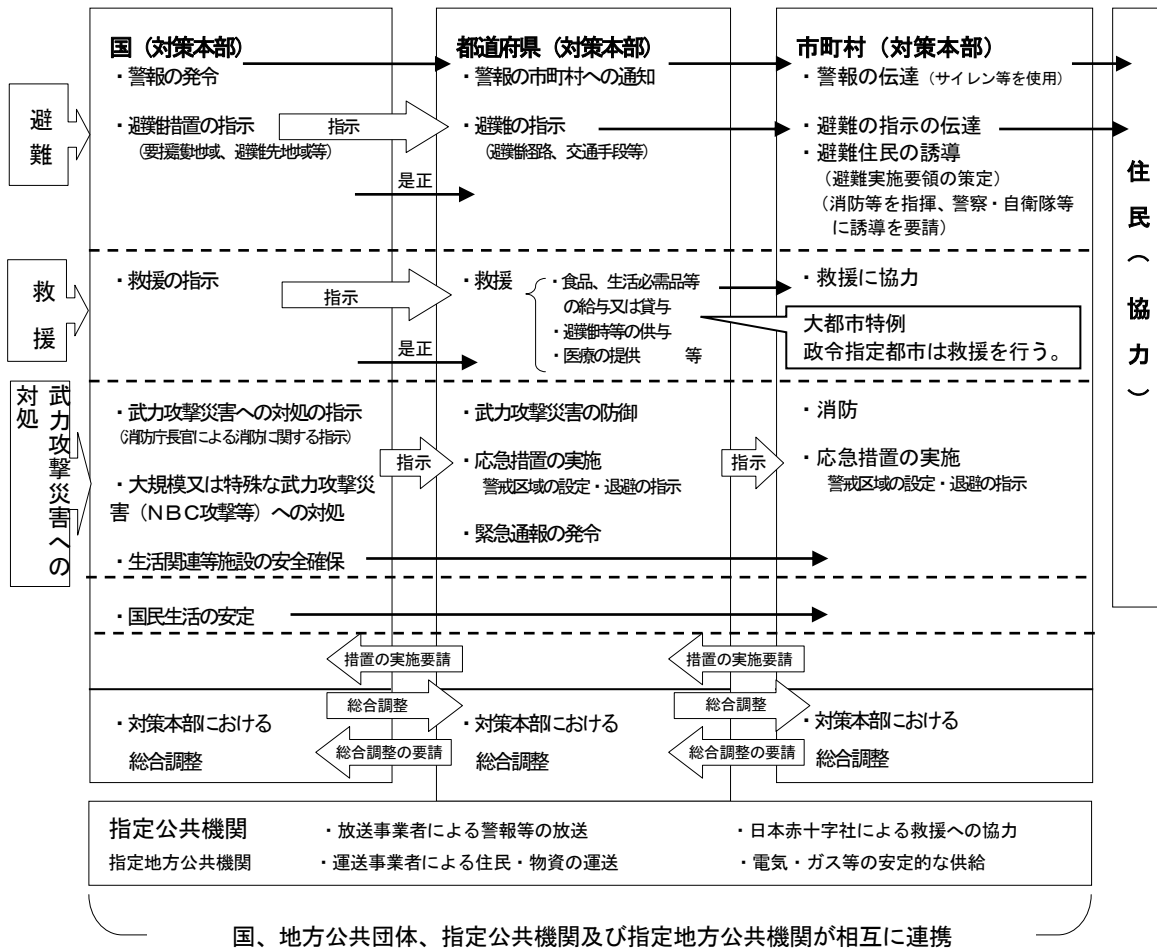 国（対策本部）
都道府県（対策本部）
市町村（対策本部）
・警報の発令
・警報の市町村への通知
・警報の伝達（サイレン等を使用）
避難
・避難措置の指示
（要援護地域、避難先地域等）
指示
・避難の指示
（避難経路、交通手段等）
是正
・避難の指示の伝達
・避難住民の誘導
（避難実施要領の策定）
（消防等を指揮、警察・自衛隊等
に誘導を要請）
住民（協力）
救援
・救援の指示
指示
是正
・救援
・食品、生活必需品等
の給与又は貸与
・避難時等の供与
・医療の提供　等
・救援に協力
大都市特例
政令指定都市は救援を行う。
武力攻撃災害への
対処
・武力攻撃災害への対処の指示
（消防庁長官による消防に関する指示）
・大規模又は特殊な武力攻撃災
害（ＮＢＣ攻撃等）への対処
・生活関連等施設の安全確保
指示
・武力攻撃災害の防御
・応急措置の実施
警戒区域の設定・退避の指示
・緊急通報の発令
指示
・消防
・応急措置の実施
警戒区域の設定・退避の指示
・国民生活の安定
措置の実施要請
措置の実施要請
総合調整
総合調整
・対策本部における
総合調整
総合調整の要請
・対策本部における
総合調整
総合調整の要請
・対策本部における
総合調整
指定公共機関
・放送事業者による警報等の放送
・日本赤十字社による救援への協力
指定地方公共機関
・運送事業者による住民・物資の運送
・電気・ガス等の安定的な供給
国、地方公共団体、指定公共機関及び指定地方公共機関が相互に連携